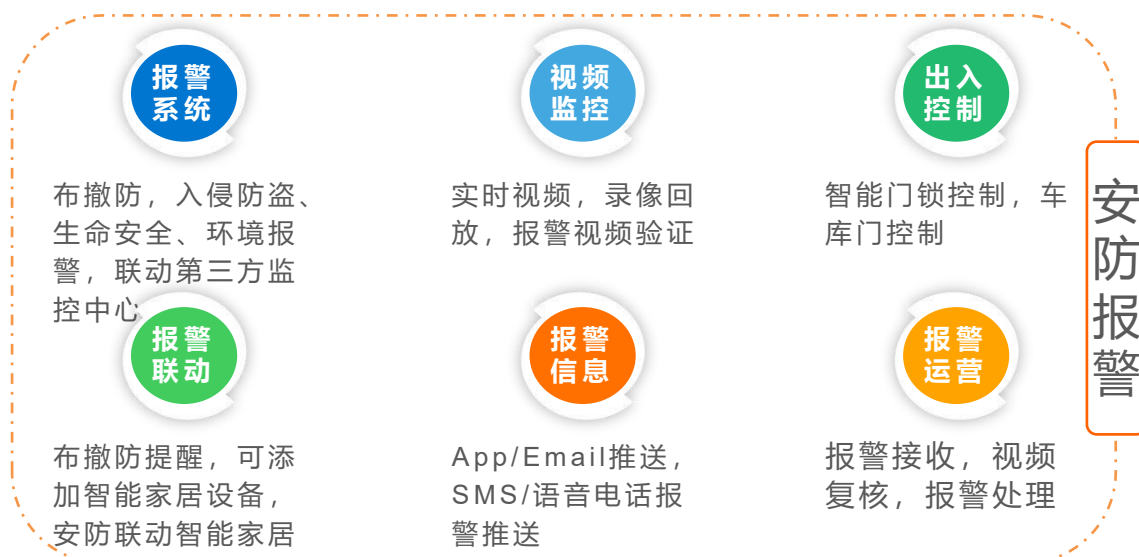 报警
系统
布撤防，入侵防盗、
生命安全、环境报
警，联动第三方监
控中心
视频
监控
实时视频，录像回
放，报警视频验证
出入
控制
智能门锁控制，车
库门控制
报警
联动
布撤防提醒，可添
加智能家居设备，
安防联动智能家居
报警
信息
App/Email推送，
SMS/语音电话报
警推送
报警
运营
报警接收，视频
复核，报警处理
安
防
报
警